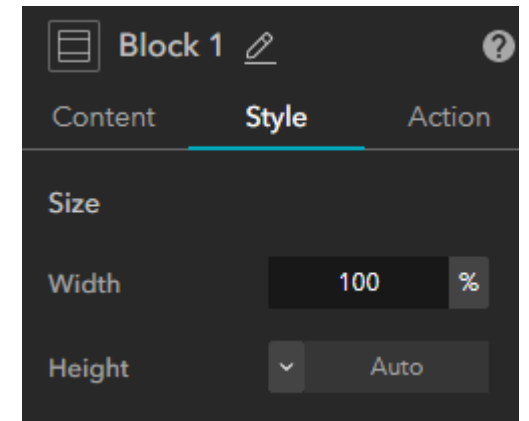 Block 1 ?
Content Style Action
Size
Width 100 %
Height Auto